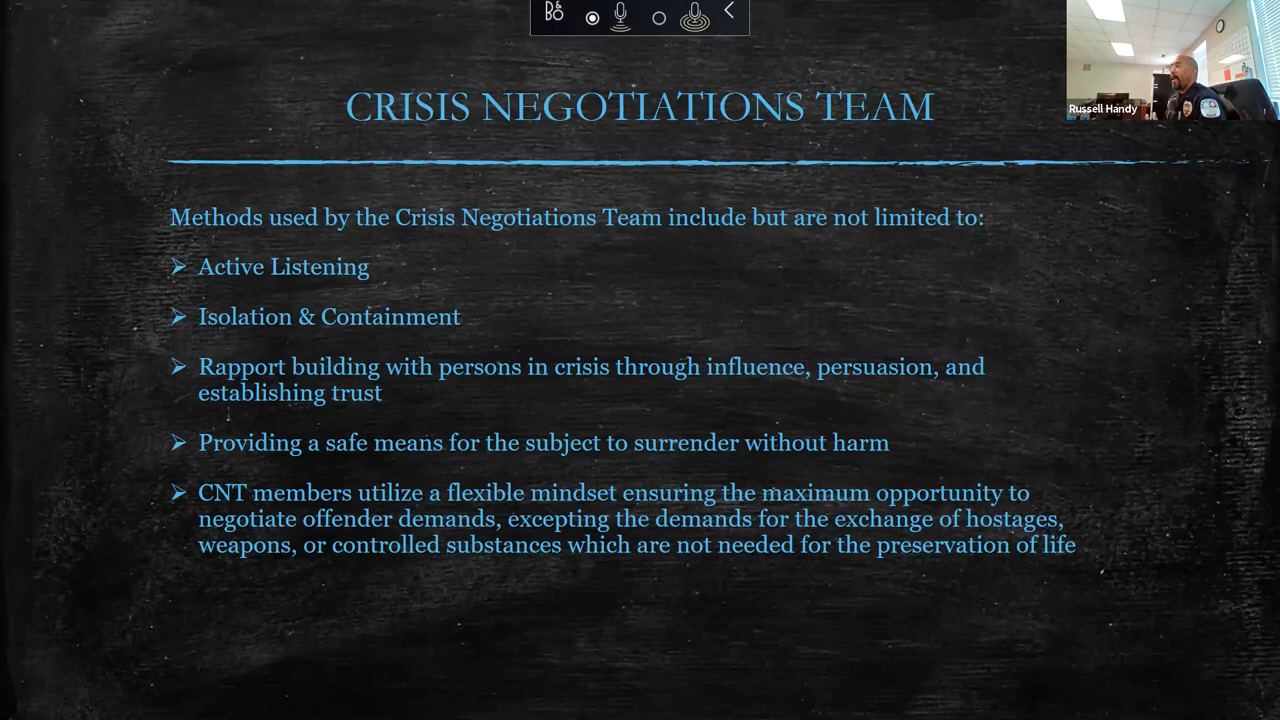 B&O
Russell Handy
CRISIS NEGOTIATIONS TEAM
Methods used by the Crisis Negotiations Team include but are not limited to:
Active Listening
Isolation & Containment
Rapport building with persons in crisis through influence, persuasion, and
establishing trust
Providing a safe means for the subject to surrender without harm
CNT members utilize a flexible mindset ensuring the maximum opportunity to
negotiate offender demands, excepting the demands for the exchange of hostages,
weapons, or controlled substances which are not needed for the preservation of life